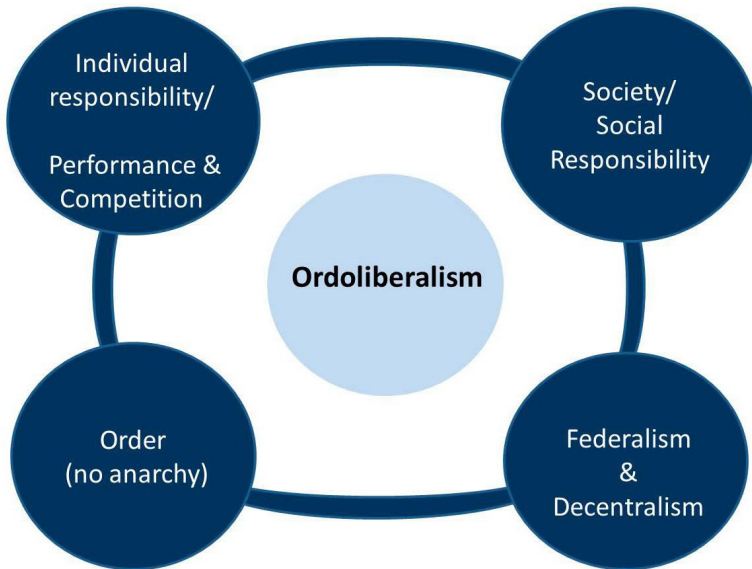 Individual
responsibility/
Performance &
Competition
Society/
Social
Responsibility
Ordoliberalism
Order
(no anarchy)
Federalism
&
Decentralism